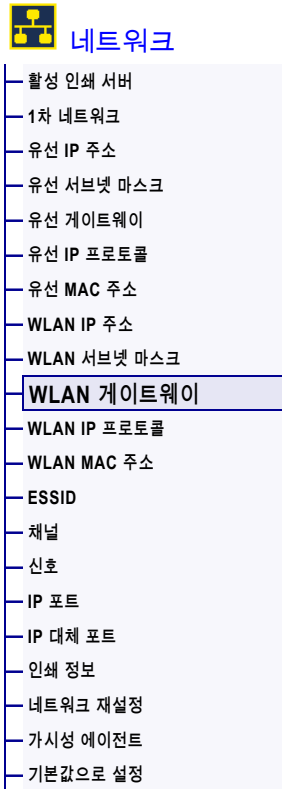 네트워크
활성 인쇄 서버
1차 네트워크
유선 IP 주소
유선 서브넷 마스크
유선 게이트웨이
유선 IP 프로토콜
유선 MAC 주소
WLAN IP 주소
WLAN 서브넷 마스크
WLAN 게이트웨이
WLAN IP 프로토콜
WLAN MAC 주소
ESSID
채널
신호
IP 포트
IP 대체 포트
인쇄 정보
네트워크 재설정
가시성 에이전트
기본값으로 설정